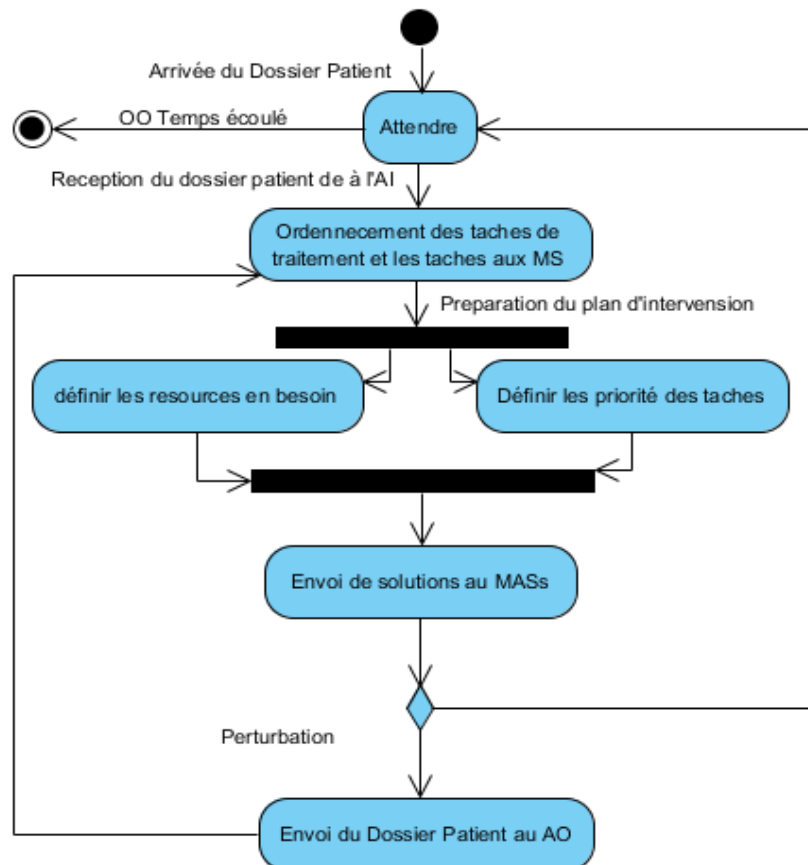 Arrivée du Dossier Patient
OO Temps écoulé
Attendre
Reception du dossier patient de à l'AI
Ordennecement des taches de
traitement et les taches aux MS
Preparation du plan d'intervension
définir les resources en besoin
Définir les priorité des taches
Envoi de solutions au MASs
Perturbation
Envoi du Dossier Patient au AO